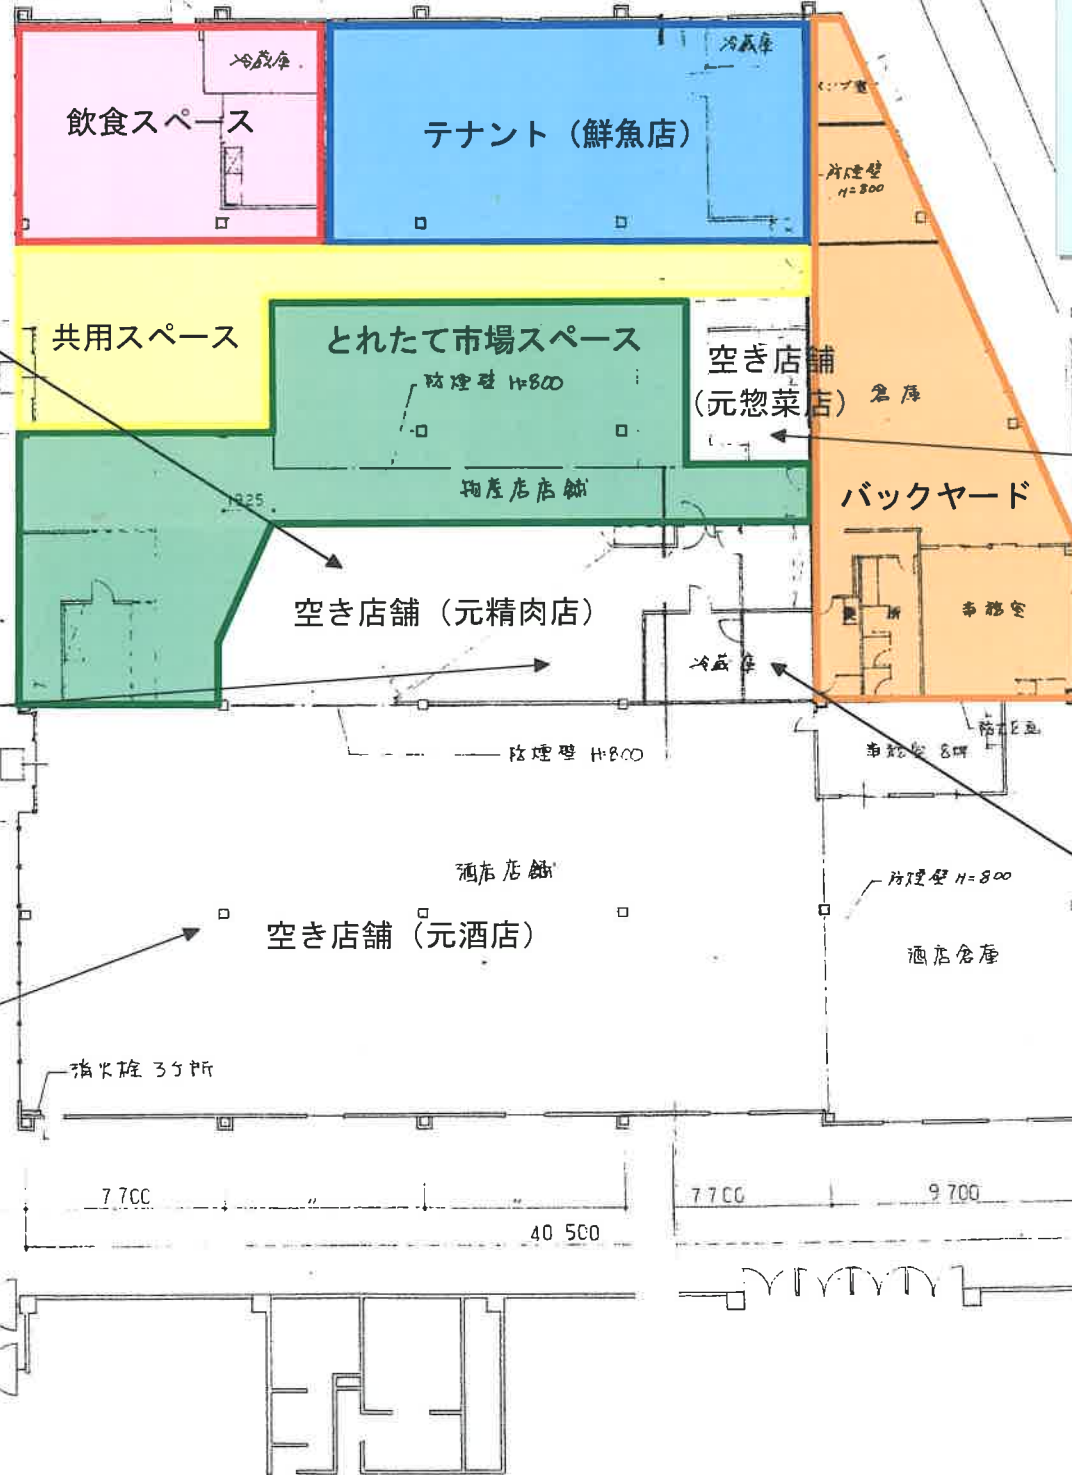 冷蔵庫
冷蔵庫
飲食スペース
テナント（鮮魚店）
防煙壁
H=800
共用スペース
とれたて市場スペース
空き店舗
（元惣菜店）
防煙壁 H=800
倉庫
物産店店舗
バックヤード
1925
空き店舗（元精肉店）
事務室
冷蔵庫
防煙壁 H=800
事務室
酒店店舗
防煙壁 H=800
空き店舗（元酒店）
酒店倉庫
消火栓 3ヶ所
7 700
〃
〃
7 700
9 700
40 500